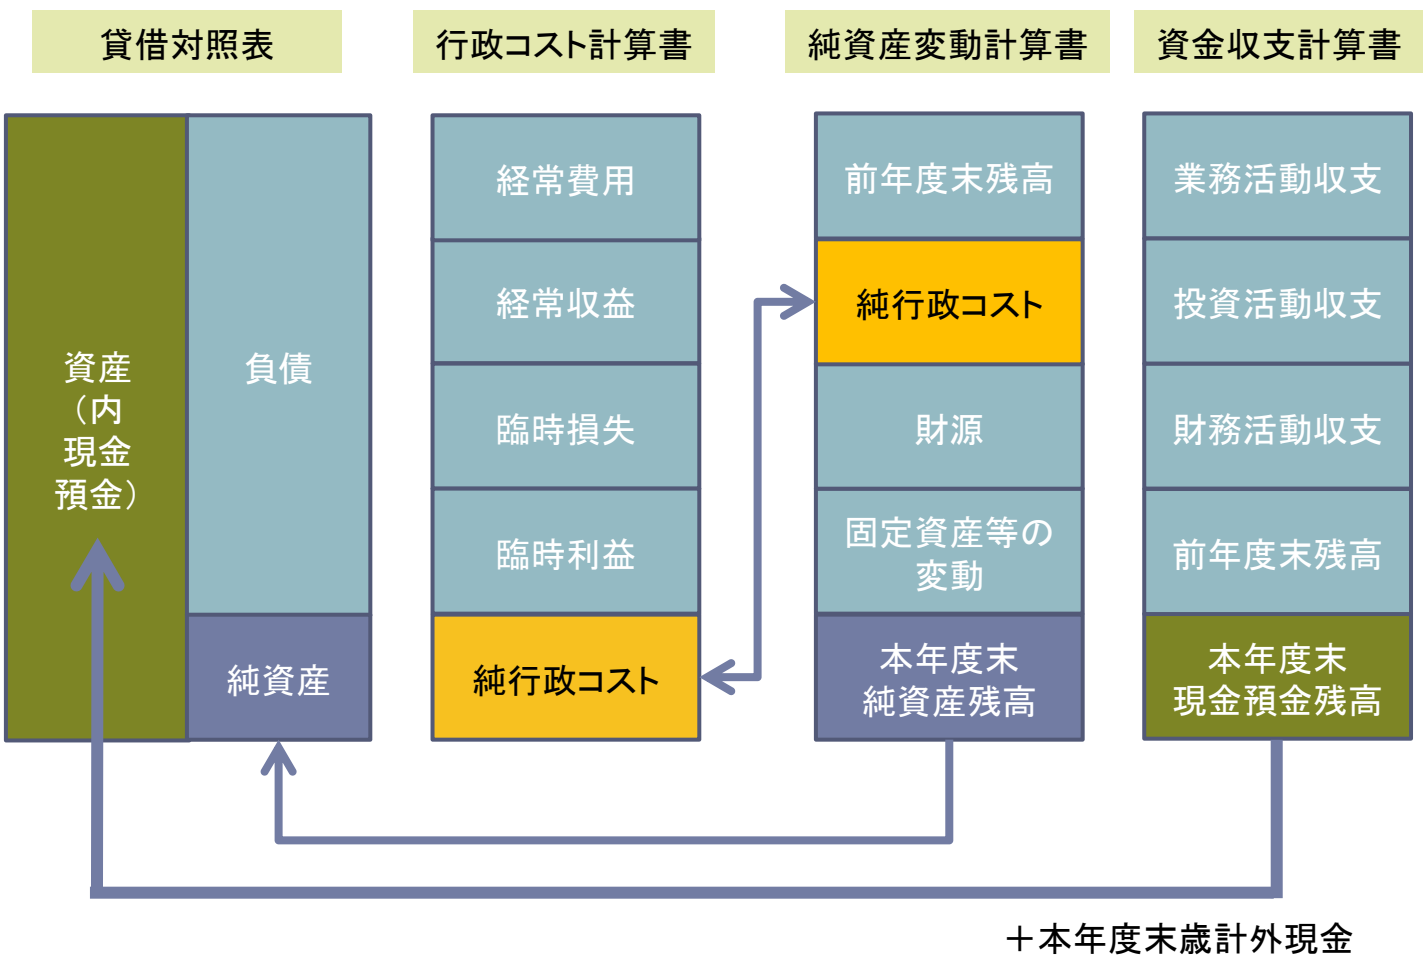 貸借対照表
行政コスト計算書
純資産変動計算書
資金収支計算書
資産
（内
現金
預金）
負債
純資産
経常費用
経常収益
臨時損失
臨時利益
純行政コスト
前年度末残高
純行政コスト
財源
固定資産等の
変動
本年度末
純資産残高
業務活動収支
投資活動収支
財務活動収支
前年度末残高
本年度末
現金預金残高
＋本年度末歳計外現金